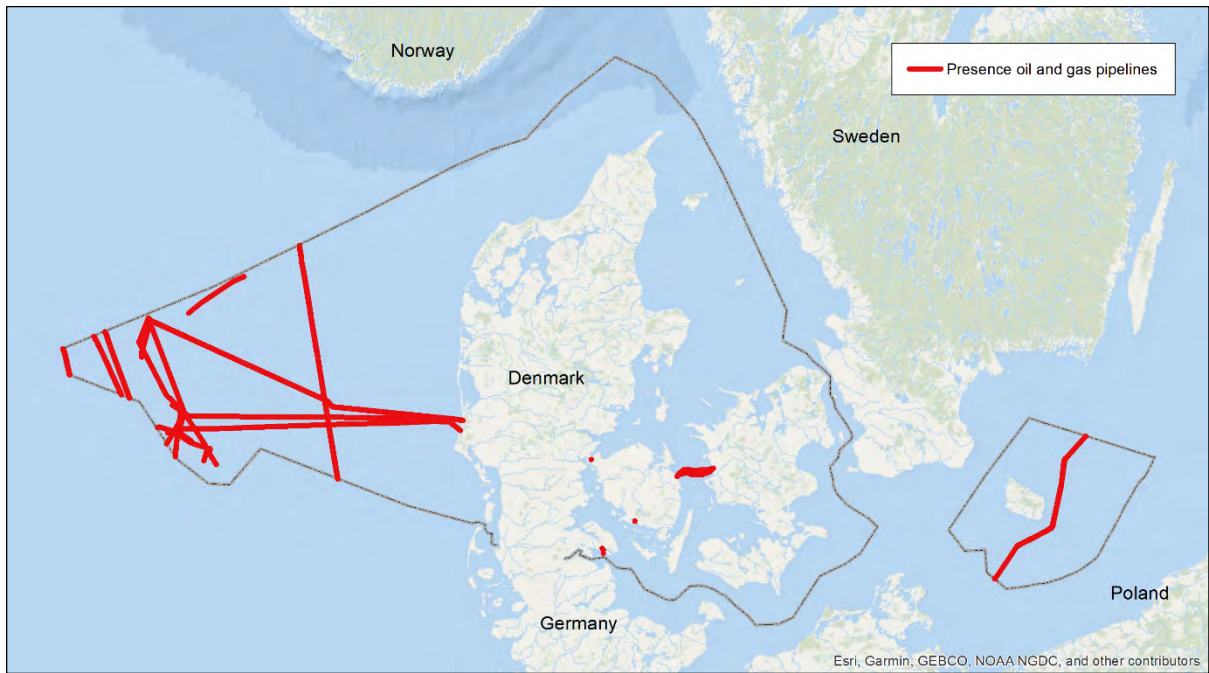 Norway
Presence oil and gas pipelines
Sweden
Denmark
Poland
Germany
Esri, Garmin, GEBCO, NOAA NGDC, and other contributors